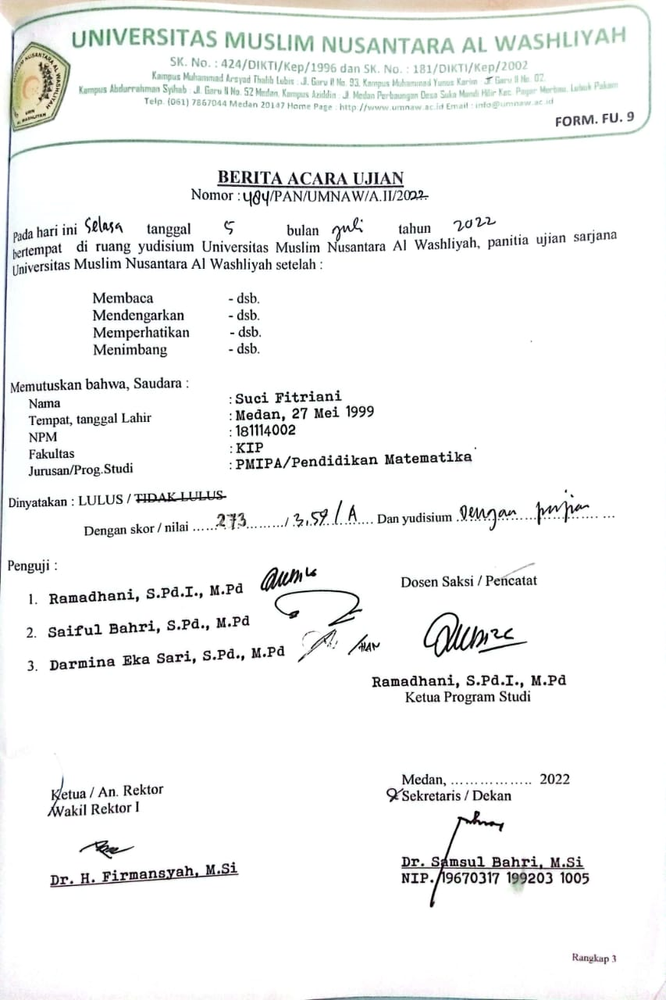 UNIVERSITAS MUSLIM NUSANTARA AL WASHLIYAH
SK. No. : 424/DIKTI/Kep/1996 dan SK. No. : 181/DIKTI/Kep/2002
Kampus Muhammad Arsyad Thalib Lubis : Jl. Garu II No. 93, Kampus Muhammad Yunus Karim : Jl Garu II No. 02,
Kampus Abdurrahman Syihab : Jl. Garu II No. 52 Medan, Kampus Aziddin : Jl. Medan Perbaungan Desa Suka Mandi Hilir Kec. Pagar Merbau, Lubuk Pakam
Telp. (061) 7867044 Medan 20147 Home Page : http://www.umnaw.ac.id Email : info@umnaw.ac.id
MUSLIM NUSANTARA AL WASHLIYAH
UMN
AL WASHLIYAH
FORM. FU. 9
BERITA ACARA UJIAN
Nomor : 484/PAN/UMNAW/A.II/2022
Pada hari ini Selasa tanggal 5 bulan Juli tahun 2022
bertempat di ruang yudisium Universitas Muslim Nusantara Al Washliyah, panitia ujian sarjana
Universitas Muslim Nusantara Al Washliyah setelah :
Membaca - dsb.
Mendengarkan - dsb.
Memperhatikan - dsb.
Menimbang - dsb.
Memutuskan bahwa, Saudara :
Nama : Suci Fitriani
Tempat, tanggal Lahir : Medan, 27 Mei 1999
NPM : 181114002
Fakultas : KIP
Jurusan/Prog.Studi : PMIPA/Pendidikan Matematika
Dinyatakan : LULUS / TIDAK LULUS
Dengan skor / nilai ......273.........../ 3,59 / A.... Dan yudisium Dengan pujian ...
Penguji :
1. Ramadhani, S.Pd.I., M.Pd
2. Saiful Bahri, S.Pd., M.Pd
3. Darmina Eka Sari, S.Pd., M.Pd
Dosen Saksi / Pencatat
Ramadhani, S.Pd.I., M.Pd
Ketua Program Studi
Ketua / An. Rektor
Wakil Rektor I
Dr. H. Firmansyah, M.Si
Medan, ................. 2022
Sekretaris / Dekan
Dr. Samsul Bahri, M.Si
NIP. 19670317 199203 1005
Rangkap 3